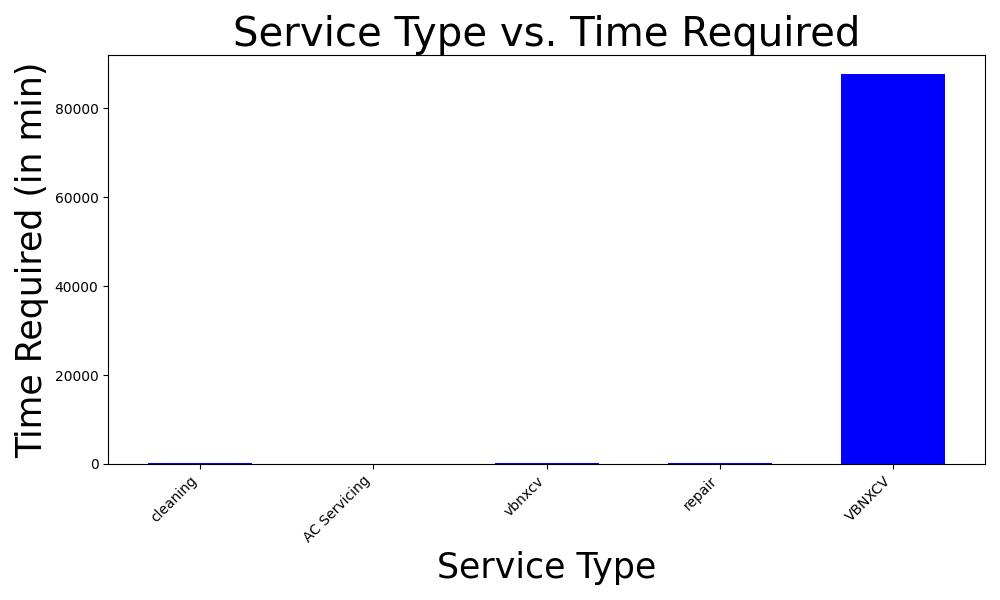 Service Type vs. Time Required
Time Required (in min)
80000
60000
40000
20000
0
cleaning
AC Servicing
vbnxcv
repair
VBNXCV
Service Type